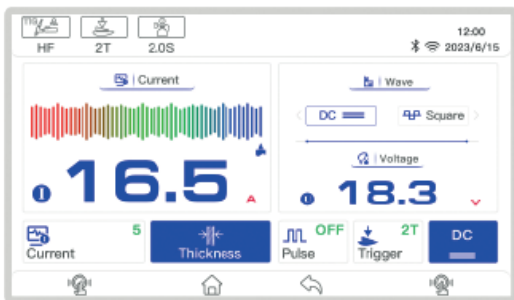 TIG
HF 2T 2.0S
12:00
2023/6/15
Current
Wave
DC Square
Voltage
16.5 A
18.3 V
Current 5
Thickness
Pulse OFF
Trigger 2T
DC